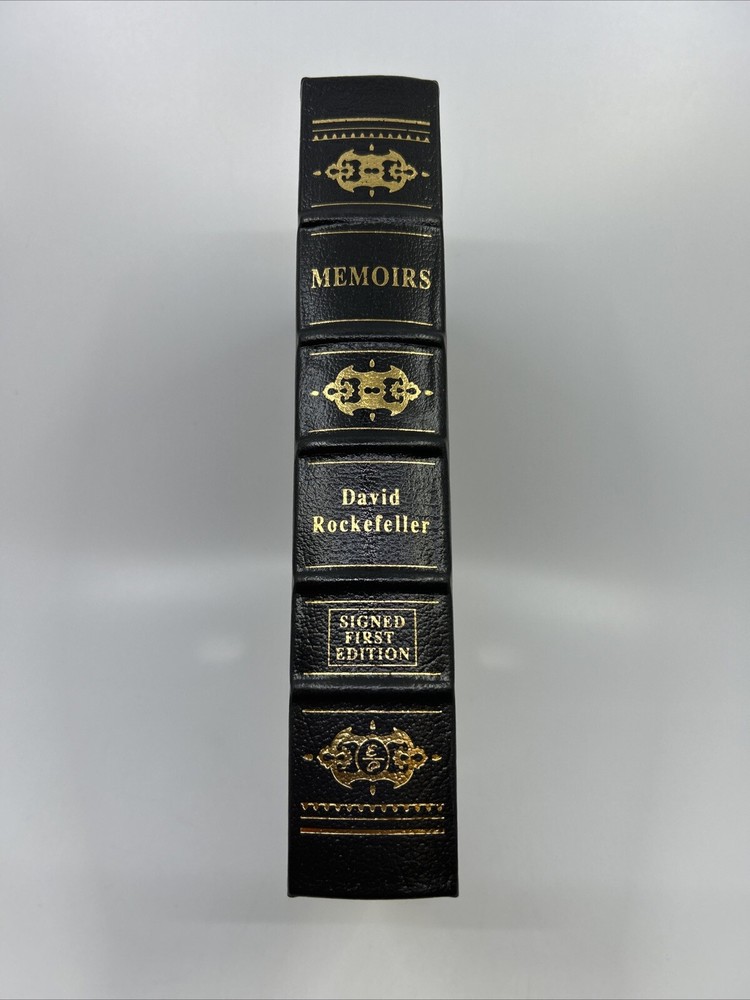 MEMOIRS
David
Rockefeller
SIGNED
FIRST
EDITION